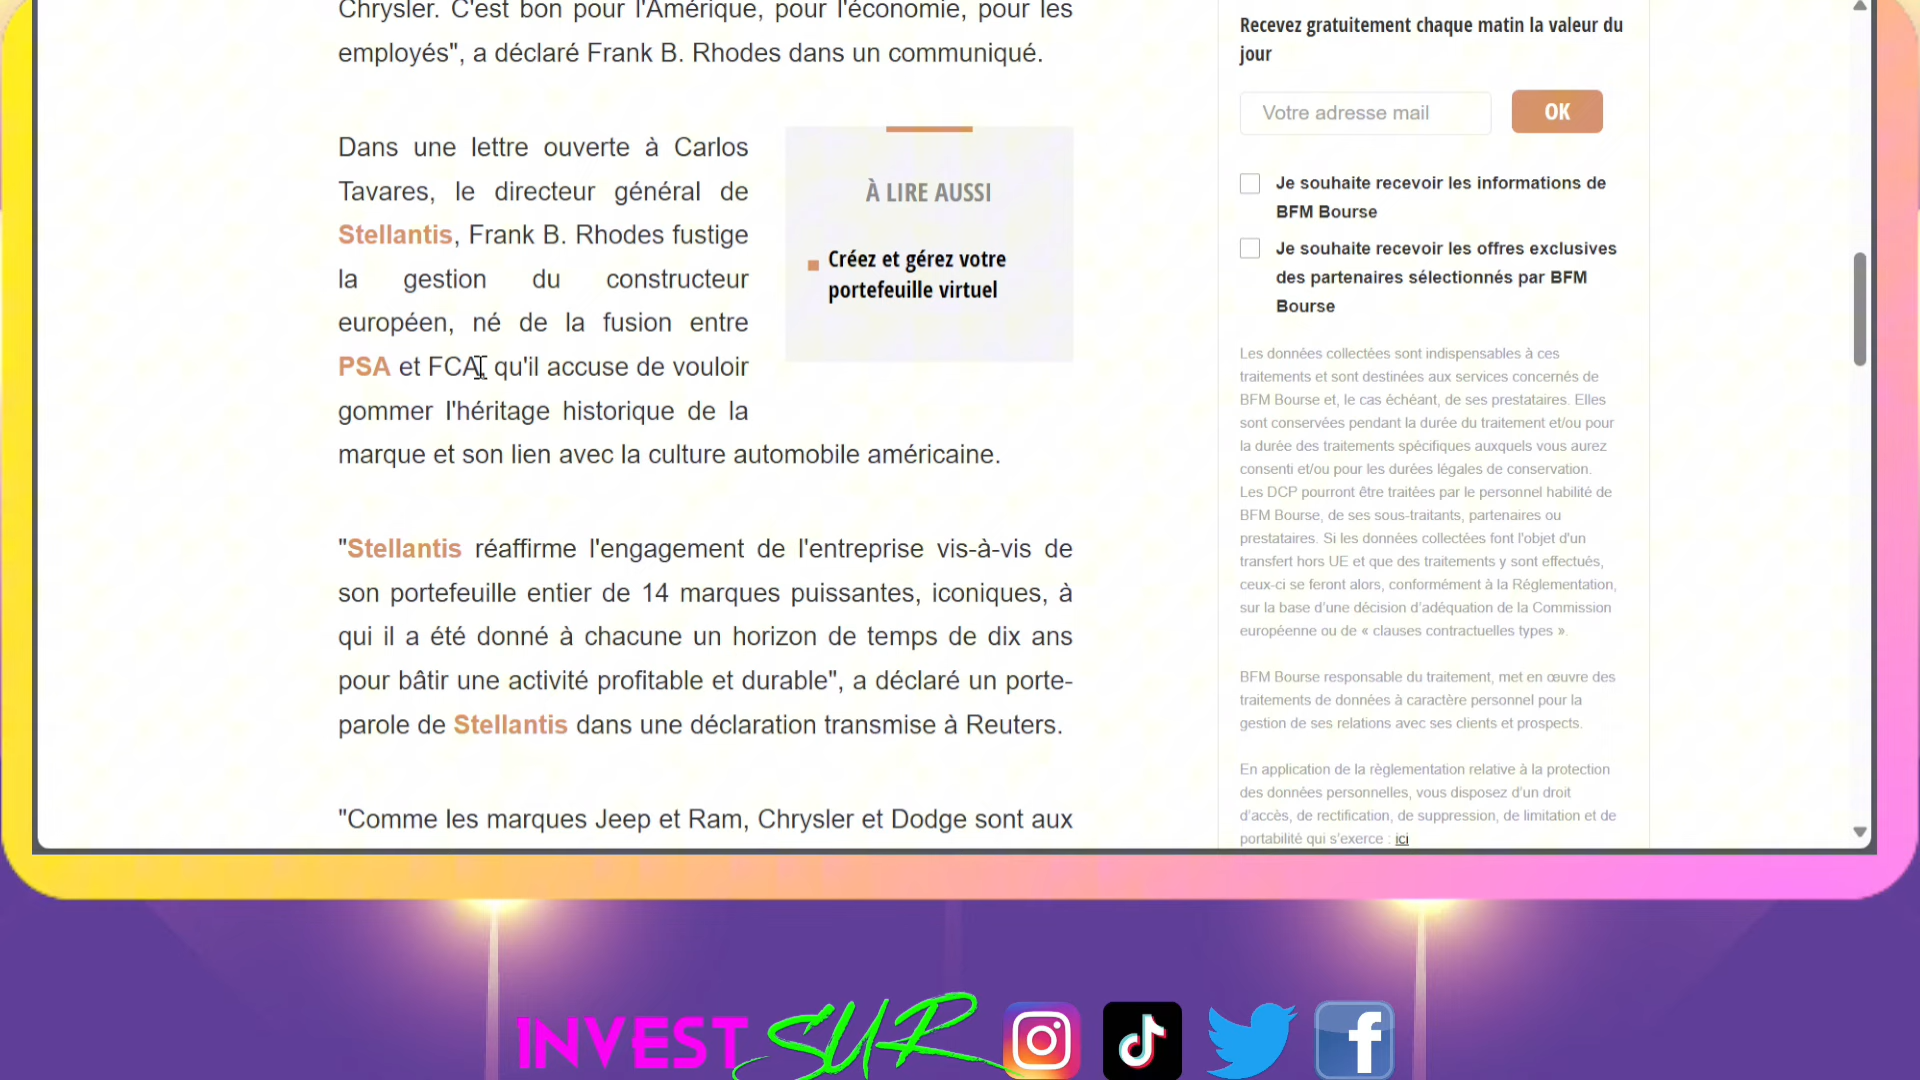 Chrysler. C'est bon pour l'Amérique, pour l'économie, pour les
employés", a déclaré Frank B. Rhodes dans un communiqué.
Dans une lettre ouverte à Carlos
Tavares, le directeur général de
Stellantis, Frank B. Rhodes fustige
la gestion du constructeur
européen, né de la fusion entre
PSA et FCA, qu'il accuse de vouloir
gommer l'héritage historique de la
marque et son lien avec la culture automobile américaine.
À LIRE AUSSI
Créez et gérez votre
portefeuille virtuel
"Stellantis réaffirme l'engagement de l'entreprise vis-à-vis de
son portefeuille entier de 14 marques puissantes, iconiques, à
qui il a été donné à chacune un horizon de temps de dix ans
pour bâtir une activité profitable et durable", a déclaré un porte-
parole de Stellantis dans une déclaration transmise à Reuters.
"Comme les marques Jeep et Ram, Chrysler et Dodge sont aux
Recevez gratuitement chaque matin la valeur du
jour
Votre adresse mail
OK
Je souhaite recevoir les informations de
BFM Bourse
Je souhaite recevoir les offres exclusives
des partenaires sélectionnés par BFM
Bourse
Les données collectées sont indispensables à ces
traitements et sont destinées aux services concernés de
BFM Bourse et, le cas échéant, de ses prestataires. Elles
sont conservées pendant la durée du traitement et/ou pour
la durée des traitements spécifiques auxquels vous aurez
consenti et/ou pour les durées légales de conservation.
Les DCP pourront être traitées par le personnel habilité de
BFM Bourse, de ses sous-traitants, partenaires ou
prestataires. Si les données collectées font l'objet d'un
transfert hors UE et que des traitements y sont effectués,
ceux-ci se feront alors, conformément à la Réglementation,
sur la base d'une décision d'adéquation de la Commission
européenne ou de « clauses contractuelles types ».
BFM Bourse responsable du traitement, met en œuvre des
traitements de données à caractère personnel pour la
gestion de ses relations avec ses clients et prospects.
En application de la règlementation relative à la protection
des données personnelles, vous disposez d'un droit
d'accès, de rectification, de suppression, de limitation et de
portabilité qui s'exerce : ici
INVEST SUR